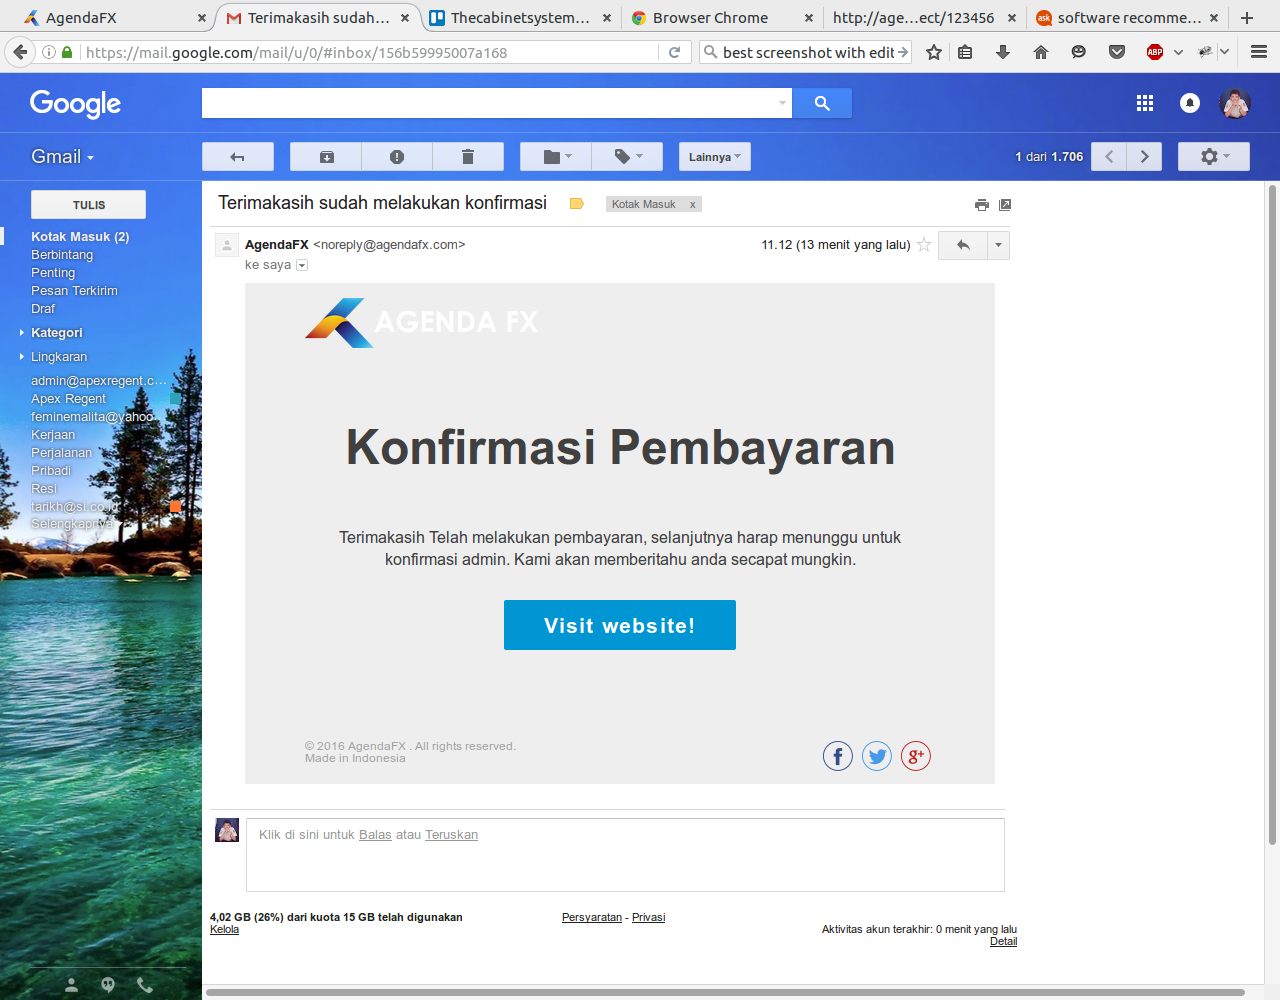 AgendaFX
Terimakasih sudah...
Thecabinetsystem...
Browser Chrome
http://age...ect/123456
ask
software recomme...
https://mail.google.com/mail/u/0/#inbox/156b59995007a168
best screenshot with edit
ABP
Google
Gmail
Lainnya
1 dari 1.706
TULIS
Terimakasih sudah melakukan konfirmasi
Kotak Masuk x
Kotak Masuk (2)
Berbintang
Penting
Pesan Terkirim
Draf
Kategori
Lingkaran
admin@apexregent.c...
Apex Regent
feminemalita@yahoo
Kerjaan
Perjalanan
Pribadi
Resi
tarikh@si.co.id
Selengkapnya
AgendaFX <noreply@agendafx.com>
11.12 (13 menit yang lalu)
ke saya
AGENDA FX
Konfirmasi Pembayaran
Terimakasih Telah melakukan pembayaran, selanjutnya harap menunggu untuk
konfirmasi admin. Kami akan memberitahu anda secapat mungkin.
Visit website!
© 2016 AgendaFX . All rights reserved.
Made in Indonesia
f
g+
Klik di sini untuk Balas atau Teruskan
4,02 GB (26%) dari kuota 15 GB telah digunakan
Kelola
Persyaratan - Privasi
Aktivitas akun terakhir: 0 menit yang lalu
Detail